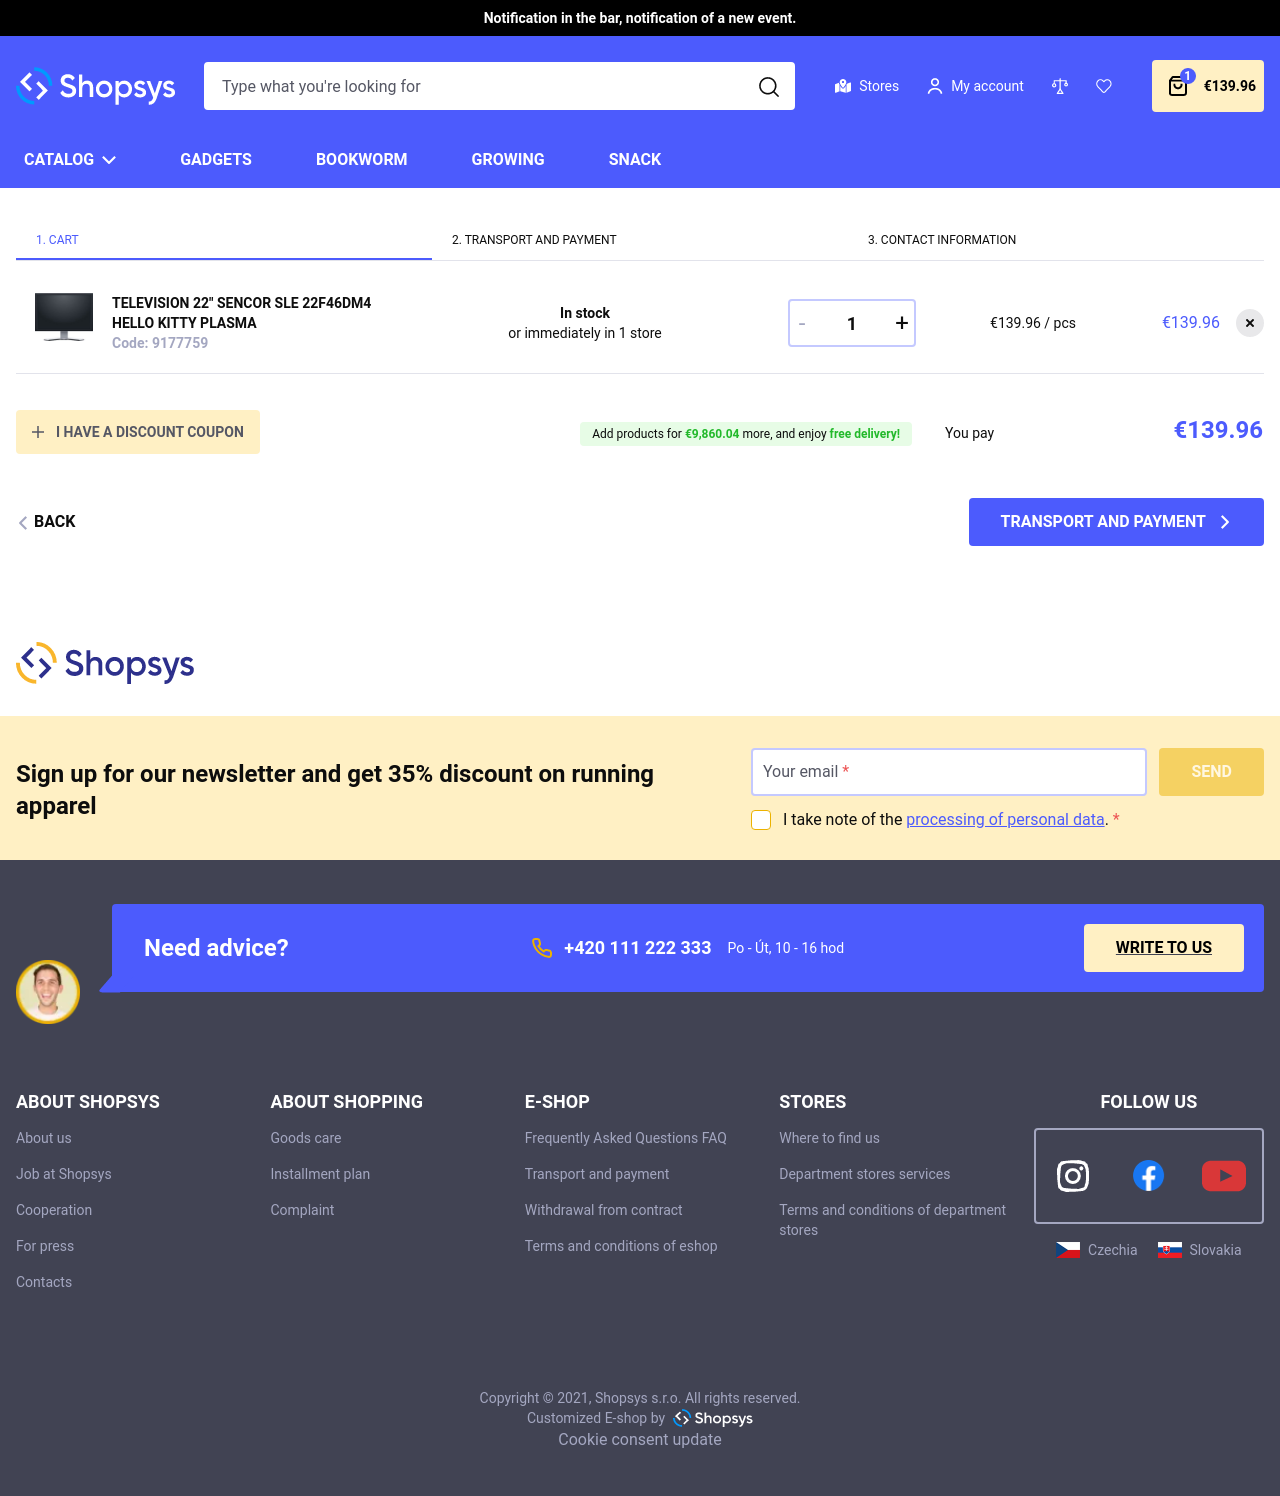 Notification in the bar, notification of a new event.
Shopsys
Type what you're looking for
Stores
My account
1
€139.96
CATALOG
GADGETS
BOOKWORM
GROWING
SNACK
1. CART
2. TRANSPORT AND PAYMENT
3. CONTACT INFORMATION
TELEVISION 22" SENCOR SLE 22F46DM4
HELLO KITTY PLASMA
Code: 9177759
In stock
or immediately in 1 store
- 1 +
€139.96 / pcs
€139.96
I HAVE A DISCOUNT COUPON
Add products for €9,860.04 more, and enjoy free delivery!
You pay
€139.96
BACK
TRANSPORT AND PAYMENT
Shopsys
Sign up for our newsletter and get 35% discount on running
apparel
Your email *
SEND
I take note of the processing of personal data. *
Need advice?
+420 111 222 333
Po - Út, 10 - 16 hod
WRITE TO US
ABOUT SHOPSYS
About us
Job at Shopsys
Cooperation
For press
Contacts
ABOUT SHOPPING
Goods care
Installment plan
Complaint
E-SHOP
Frequently Asked Questions FAQ
Transport and payment
Withdrawal from contract
Terms and conditions of eshop
STORES
Where to find us
Department stores services
Terms and conditions of department
stores
FOLLOW US
Czechia
Slovakia
Copyright © 2021, Shopsys s.r.o. All rights reserved.
Customized E-shop by Shopsys
Cookie consent update